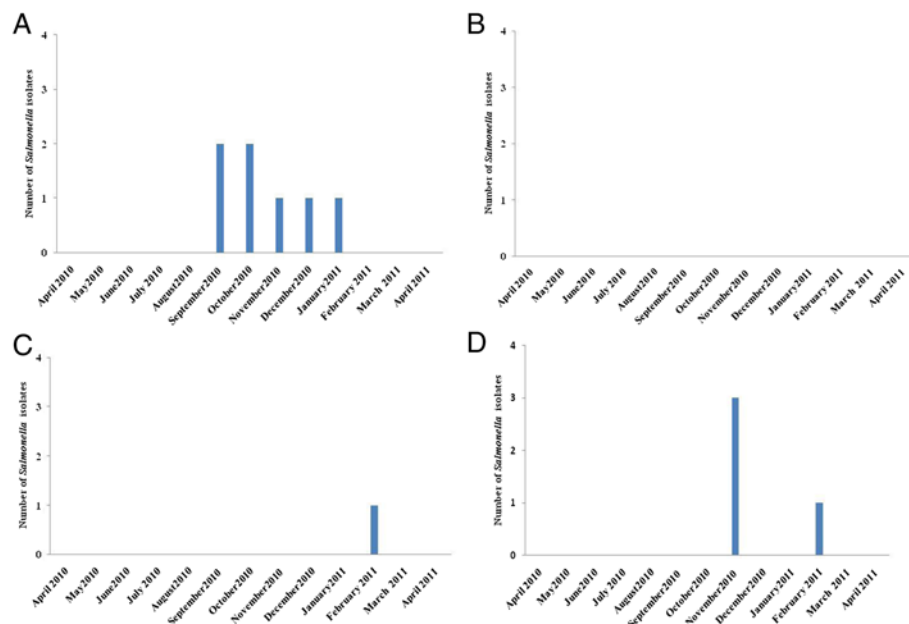 A
Number of Salmonella isolates
4
3
2
1
0
April 2010
May2010
June2010
July 2010
August2010
September2010
October2010
November2010
December2010
January2011
February 2011
March 2011
April 2011
B
Number of Salmonella isolates
4
3
2
1
0
April 2010
May2010
June2010
July 2010
August2010
September2010
October2010
November2010
December2010
January2011
February 2011
March 2011
April 2011
C
Number of Salmonella isolates
4
3
2
1
0
April 2010
May2010
June2010
July 2010
August2010
September2010
October2010
November2010
December2010
January2011
February 2011
March 2011
April 2011
D
Number of Salmonella isolates
4
3
2
1
0
April 2010
May2010
June2010
July 2010
August2010
September2010
October2010
November2010
December2010
January2011
February 2011
March 2011
April 2011